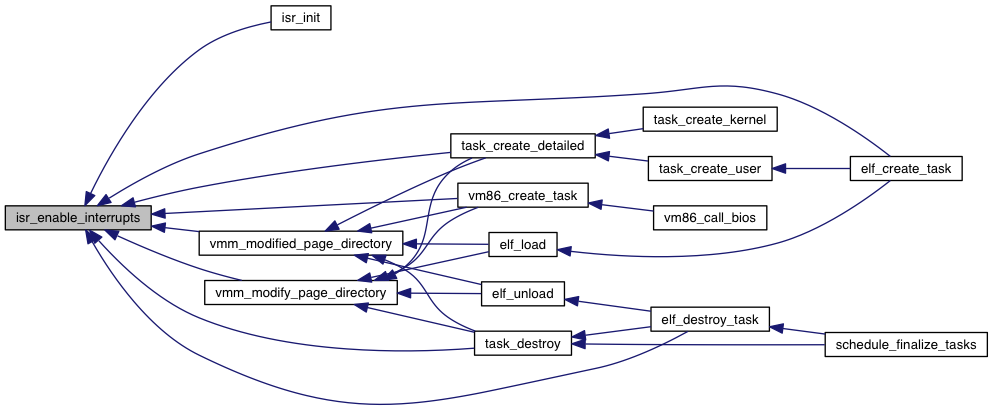 isr_init
task_create_kernel
task_create_detailed
task_create_user
elf_create_task
vm86_create_task
isr_enable_interrupts
vm86_call_bios
vmm_modified_page_directory
elf_load
vmm_modify_page_directory
elf_unload
elf_destroy_task
task_destroy
schedule_finalize_tasks